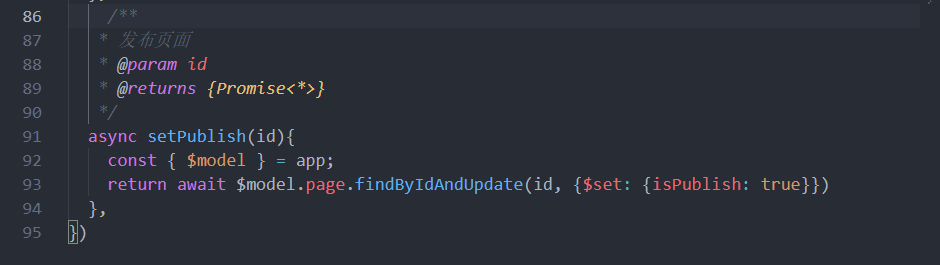 86 /**
87 * 发布页面
88 * @param id
89 * @returns {Promise<*>}
90 */
91 async setPublish(id){
92 const { $model } = app;
93 return await $model.page.findByIdAndUpdate(id, {$set: {isPublish: true}})
94 },
95 })